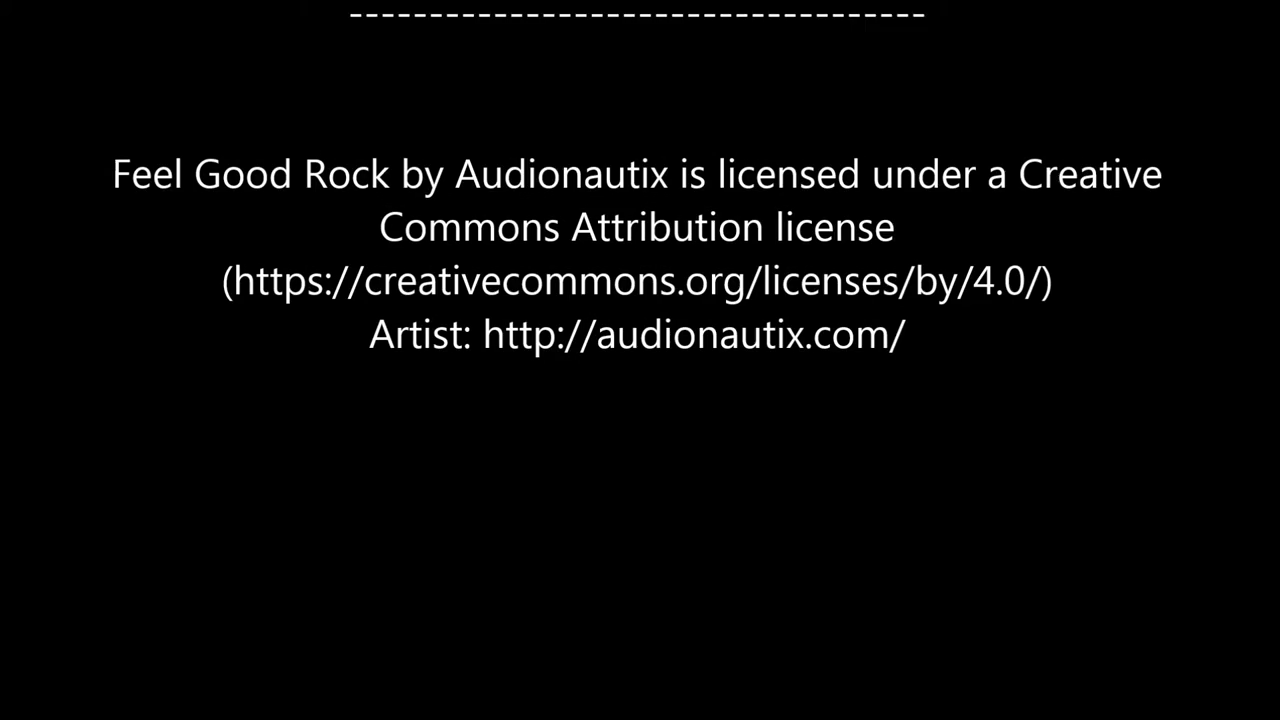 ------------------------------------
Feel Good Rock by Audionautix is licensed under a Creative
Commons Attribution license
(https://creativecommons.org/licenses/by/4.0/)
Artist: http://audionautix.com/